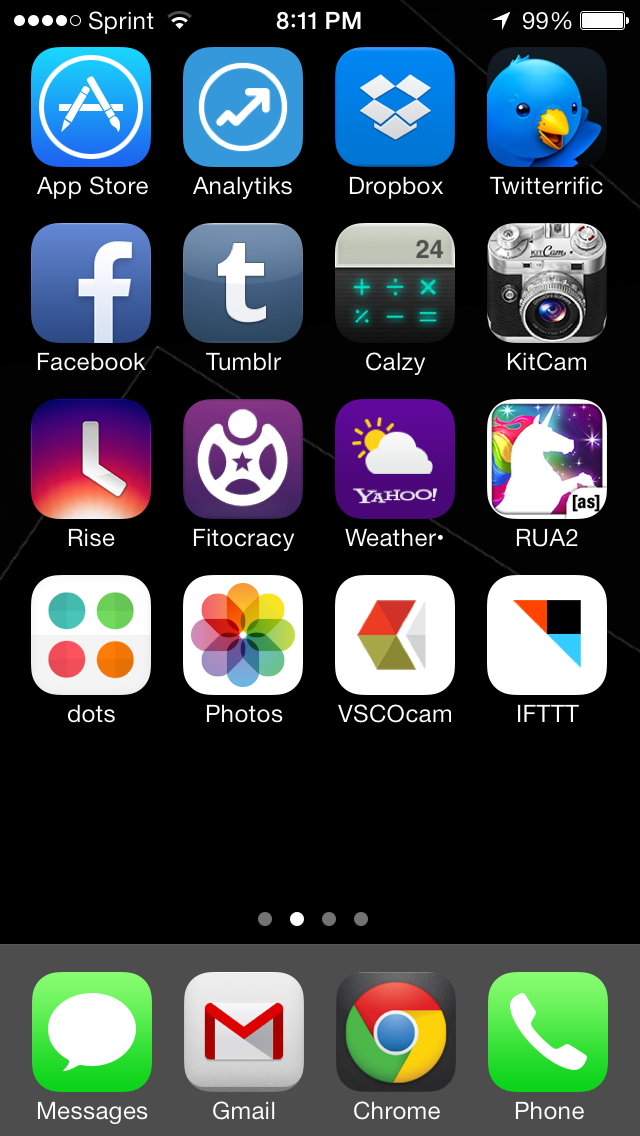 Sprint 8:11 PM 99%
App Store Analytiks Dropbox Twitterrific
24
KitCam
Facebook Tumblr Calzy KitCam
YAHOO!
[as]
Rise Fitocracy Weather• RUA2
dots Photos VSCOcam IFTTT
Messages Gmail Chrome Phone